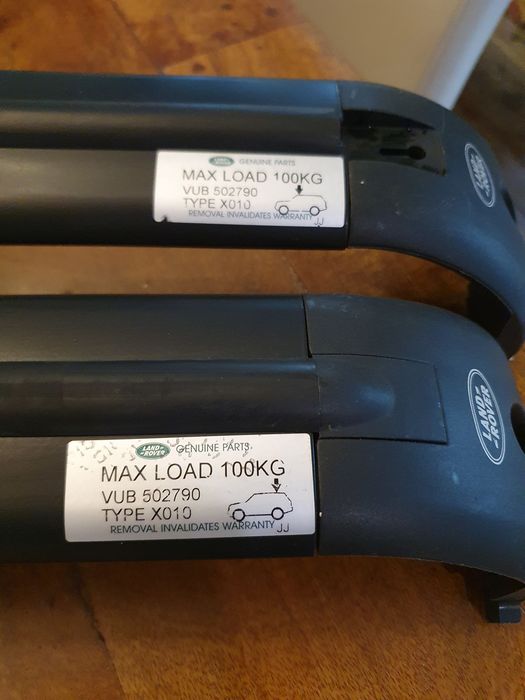 LAND ROVER GENUINE PARTS
MAX LOAD 100KG
VUB 502790
TYPE X010
REMOVAL INVALIDATES WARRANTY JJ
LAND
ROVER
LAND ROVER GENUINE PARTS
MAX LOAD 100KG
VUB 502790
TYPE X010
REMOVAL INVALIDATES WARRANTY JJ
LAND
ROVER